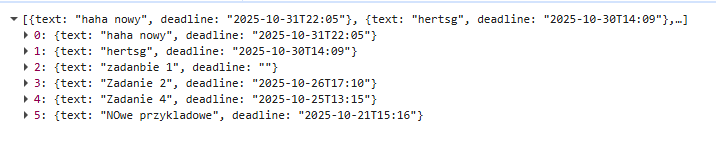 [{text: "haha nowy", deadline: "2025-10-31T22:05"}, {text: "hertsg", deadline: "2025-10-30T14:09"},…]
0: {text: "haha nowy", deadline: "2025-10-31T22:05"}
1: {text: "hertsg", deadline: "2025-10-30T14:09"}
2: {text: "zadanbie 1", deadline: ""}
3: {text: "Zadanie 2", deadline: "2025-10-26T17:10"}
4: {text: "Zadanie 4", deadline: "2025-10-25T13:15"}
5: {text: "NOwe przykladowe", deadline: "2025-10-21T15:16"}